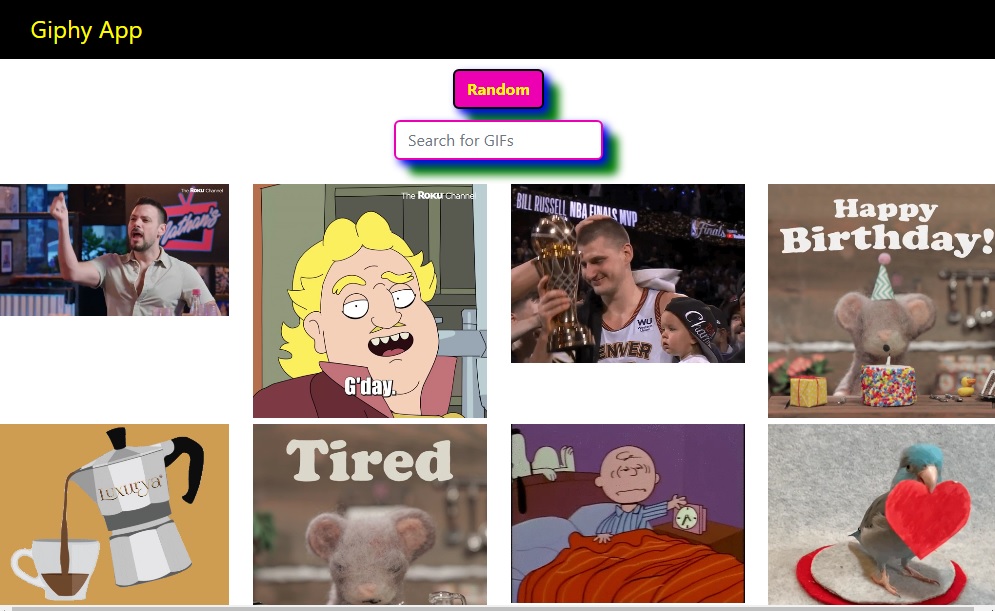 Giphy App
Random
Search for GIFs
The Roku Channel
Nathan's
The Roku Channel
G'day.
BILL RUSSELL NBA FINALS MVP
Finals
WU
DENVER
Cham
Happy
Birthday!
Luxurya
Tired